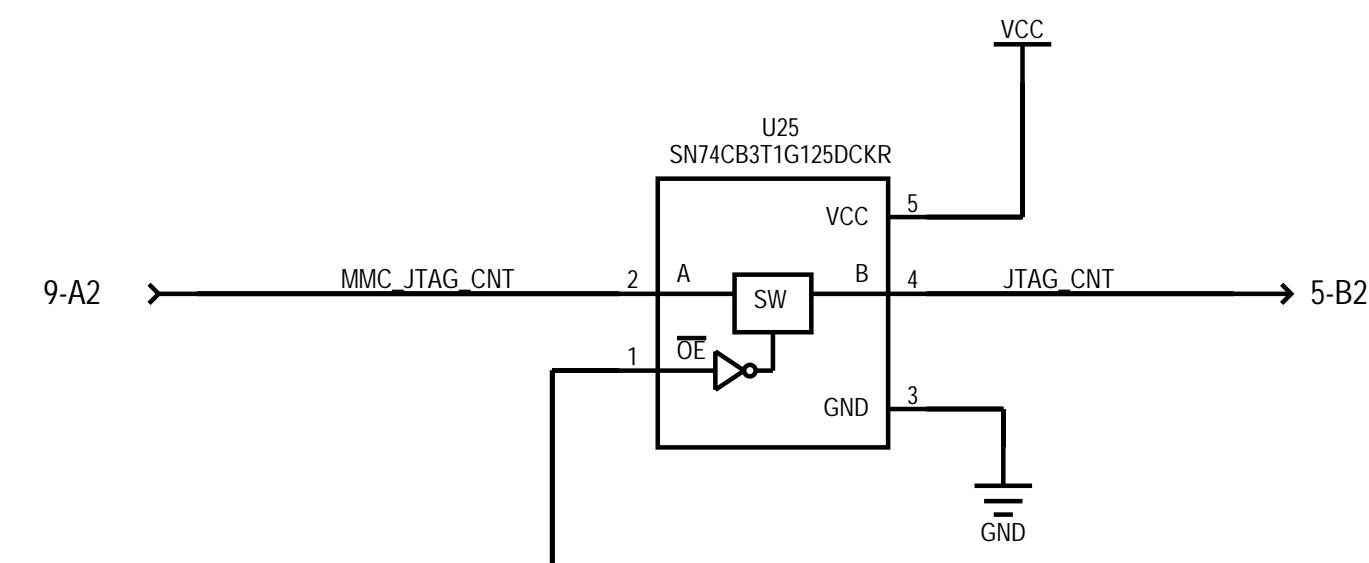 VCC
U25
SN74CB3T1G125DCKR
VCC 5
9-A2 MMC_JTAG_CNT 2 A SW B 4 JTAG_CNT 5-B2
1 OE
GND 3
GND